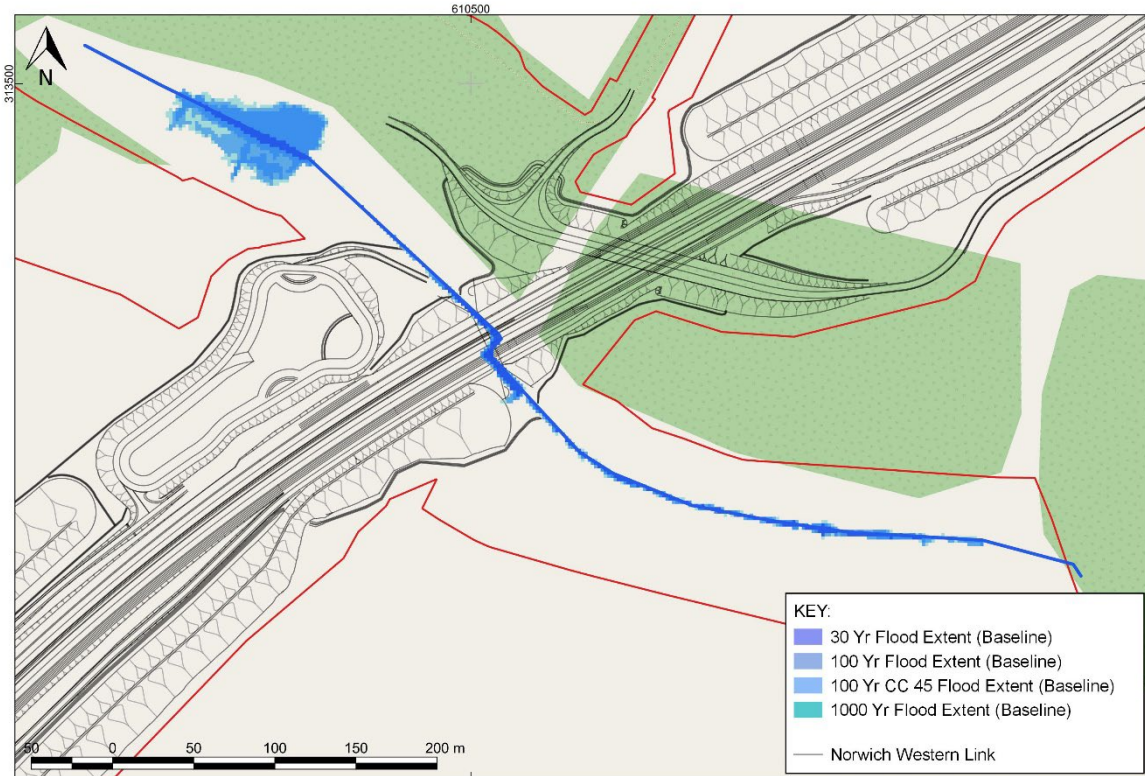 610500
313500
N
KEY:
30 Yr Flood Extent (Baseline)
100 Yr Flood Extent (Baseline)
100 Yr CC 45 Flood Extent (Baseline)
1000 Yr Flood Extent (Baseline)
Norwich Western Link
50 0 50 100 150 200 m